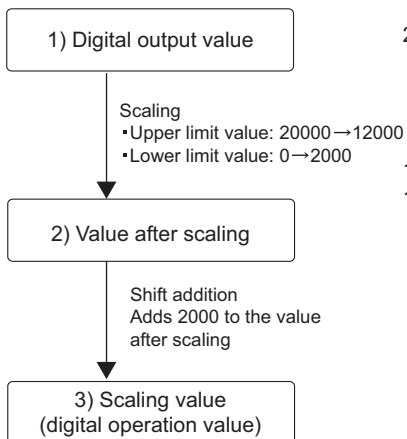 1) Digital output value
Scaling
▪Upper limit value: 20000→12000
▪Lower limit value: 0→2000
2) Value after scaling
Shift addition
Adds 2000 to the value
after scaling
3) Scaling value
(digital operation value)